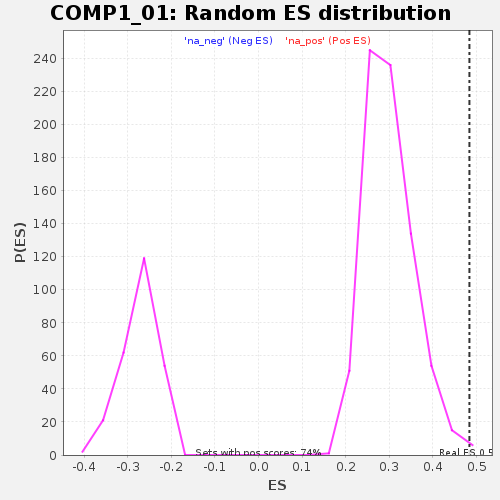 COMP1_01: Random ES distribution
'na_neg' (Neg ES) 'na_pos' (Pos ES)
P(ES)
240
220
200
180
160
140
120
100
80
60
40
20
0
Sets with pos scores: 74%
Real ES 0.5
-0.4 -0.3 -0.2 -0.1 0.0 0.1 0.2 0.3 0.4 0.5
ES